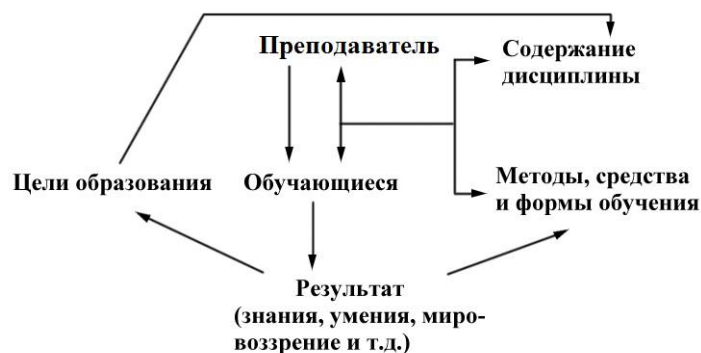 Преподаватель
Содержание
дисциплины
Цели образования
Обучающиеся
Методы, средства
и формы обучения
Результат
(знания, умения, миро-
воззрение и т.д.)